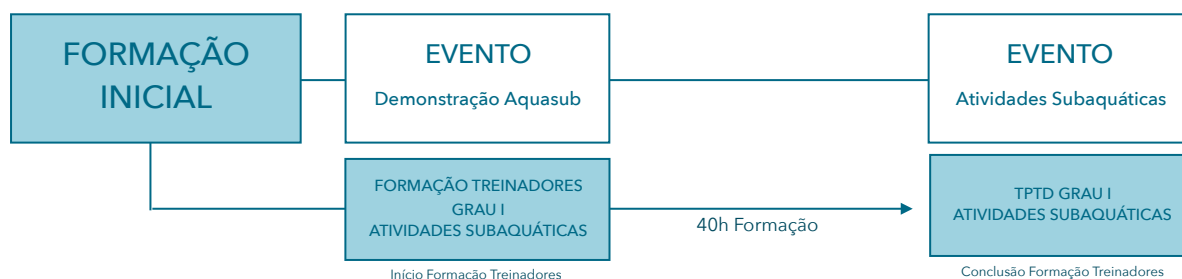 FORMAÇÃO
INICIAL
EVENTO
Demonstração Aquasub
EVENTO
Atividades Subaquáticas
FORMAÇÃO TREINADORES
GRAU I
ATIVIDADES SUBAQUÁTICAS
40h Formação
TPTD GRAU I
ATIVIDADES SUBAQUÁTICAS
Início Formação Treinadores
Conclusão Formação Treinadores